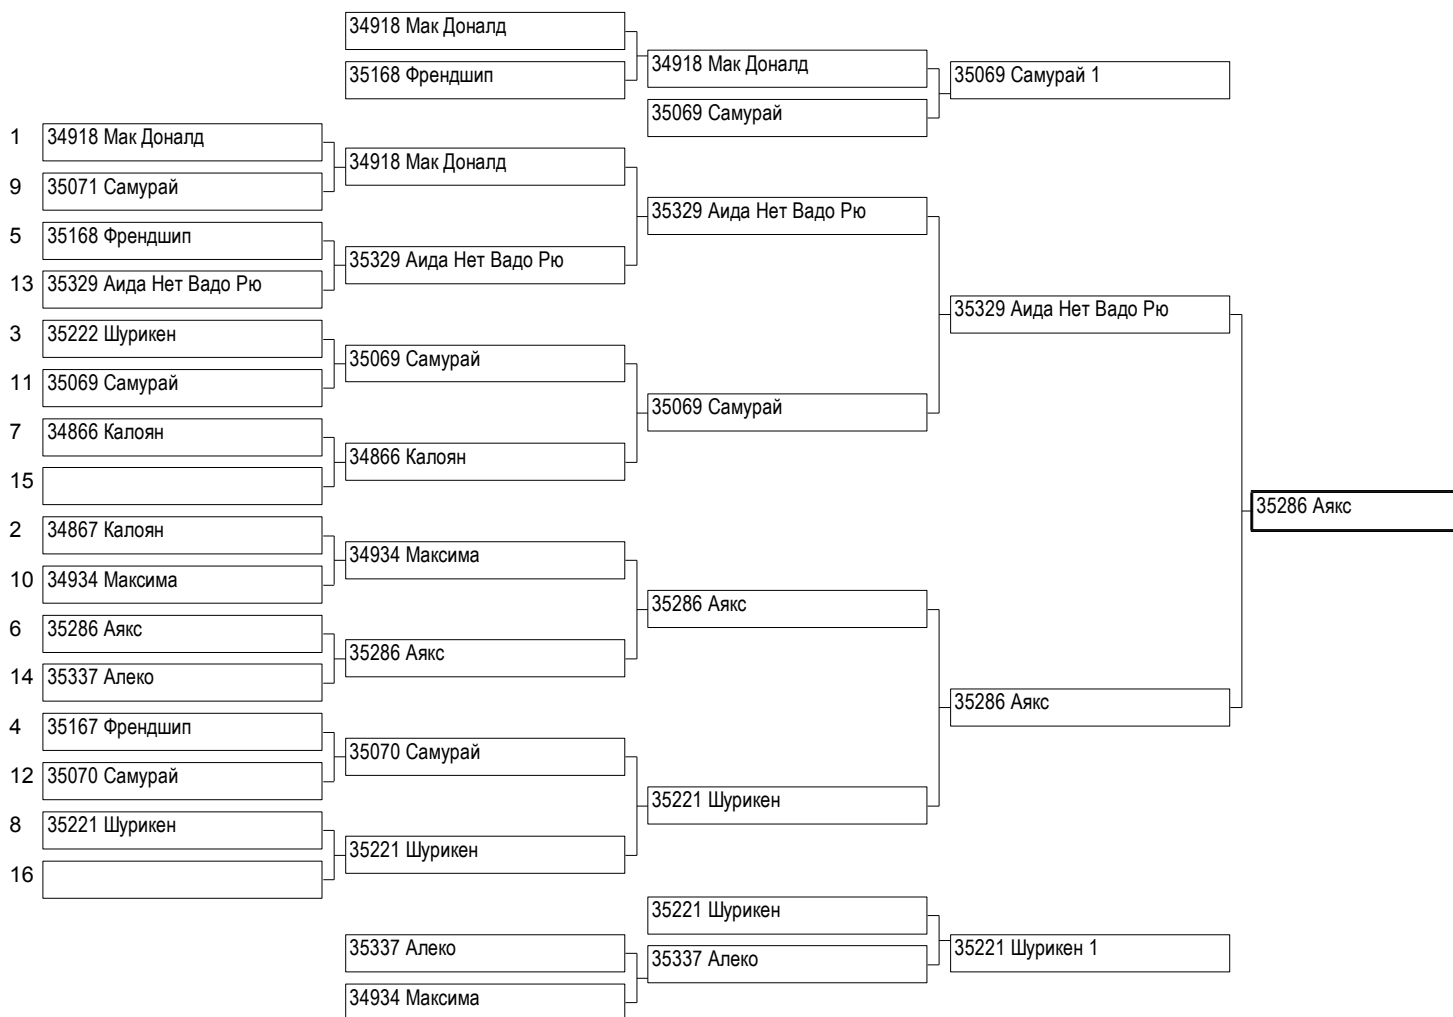 34918 Мак Доналд
35168 Френдшип
34918 Мак Доналд
35069 Самурай
35069 Самурай 1
1 34918 Мак Доналд
9 35071 Самурай
5 35168 Френдшип
13 35329 Аида Нет Вадо Рю
3 35222 Шурикен
11 35069 Самурай
7 34866 Калоян
15
2 34867 Калоян
10 34934 Максима
6 35286 Аякс
14 35337 Алеко
4 35167 Френдшип
12 35070 Самурай
8 35221 Шурикен
16
34918 Мак Доналд
35329 Аида Нет Вадо Рю
35069 Самурай
34866 Калоян
34934 Максима
35286 Аякс
35070 Самурай
35221 Шурикен
35329 Аида Нет Вадо Рю
35069 Самурай
35286 Аякс
35221 Шурикен
35329 Аида Нет Вадо Рю
35286 Аякс
35286 Аякс
35337 Алеко
34934 Максима
35221 Шурикен
35337 Алеко
35221 Шурикен 1